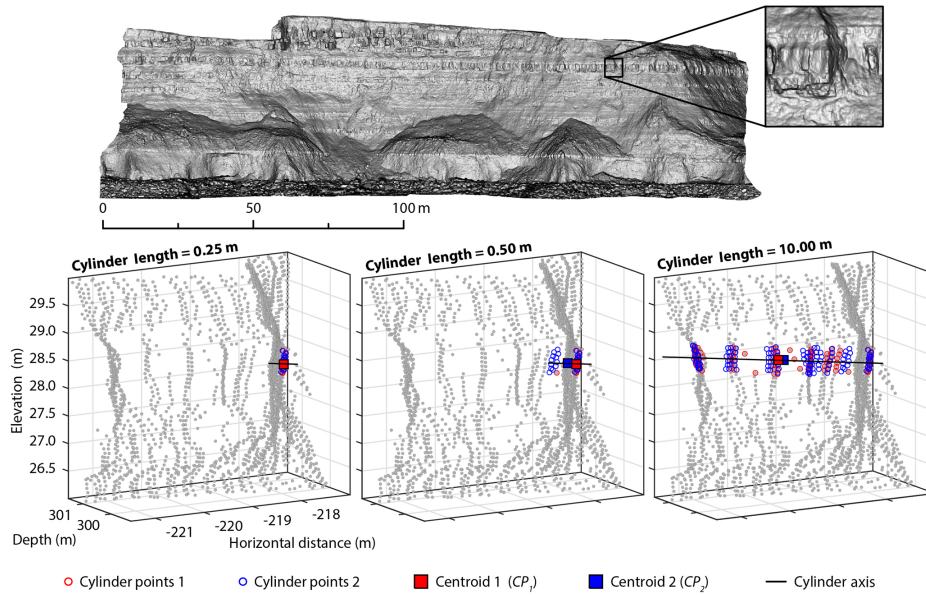 0 50 100 m
Cylinder length = 0.25 m Cylinder length = 0.50 m Cylinder length = 10.00 m
29.5
29.0
28.5
28.0
27.5
27.0
26.5
Elevation (m)
301 300
Depth (m)
-221 -220 -219 -218
Horizontal distance (m)
Cylinder points 1 Cylinder points 2 Centroid 1 (CP₁) Centroid 2 (CP₂) Cylinder axis